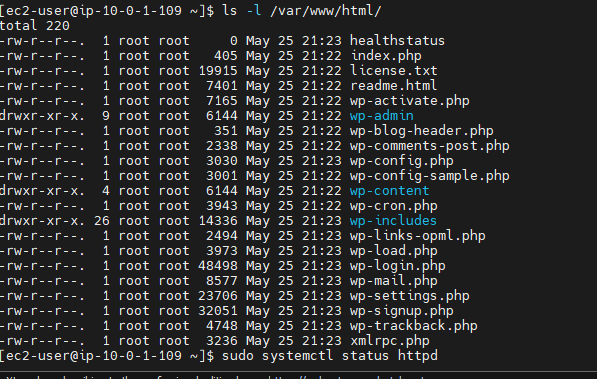 [ec2-user@ip-10-0-1-109 ~]$ ls -l /var/www/html/
total 220
-rw-r--r--. 1 root root 0 May 25 21:23 healthstatus
-rw-r--r--. 1 root root 405 May 25 21:22 index.php
-rw-r--r--. 1 root root 19915 May 25 21:22 license.txt
-rw-r--r--. 1 root root 7401 May 25 21:22 readme.html
-rw-r--r--. 1 root root 7165 May 25 21:22 wp-activate.php
drwxr-xr-x. 9 root root 6144 May 25 21:22 wp-admin
-rw-r--r--. 1 root root 351 May 25 21:22 wp-blog-header.php
-rw-r--r--. 1 root root 2338 May 25 21:22 wp-comments-post.php
-rw-r--r--. 1 root root 3030 May 25 21:23 wp-config.php
-rw-r--r--. 1 root root 3001 May 25 21:22 wp-config-sample.php
drwxr-xr-x. 4 root root 6144 May 25 21:22 wp-content
-rw-r--r--. 1 root root 3943 May 25 21:22 wp-cron.php
drwxr-xr-x. 26 root root 14336 May 25 21:23 wp-includes
-rw-r--r--. 1 root root 2494 May 25 21:23 wp-links-opml.php
-rw-r--r--. 1 root root 3973 May 25 21:23 wp-load.php
-rw-r--r--. 1 root root 48498 May 25 21:23 wp-login.php
-rw-r--r--. 1 root root 8577 May 25 21:23 wp-mail.php
-rw-r--r--. 1 root root 23706 May 25 21:23 wp-settings.php
-rw-r--r--. 1 root root 32051 May 25 21:23 wp-signup.php
-rw-r--r--. 1 root root 4748 May 25 21:23 wp-trackback.php
-rw-r--r--. 1 root root 3236 May 25 21:23 xmlrpc.php
[ec2-user@ip-10-0-1-109 ~]$ sudo systemctl status httpd